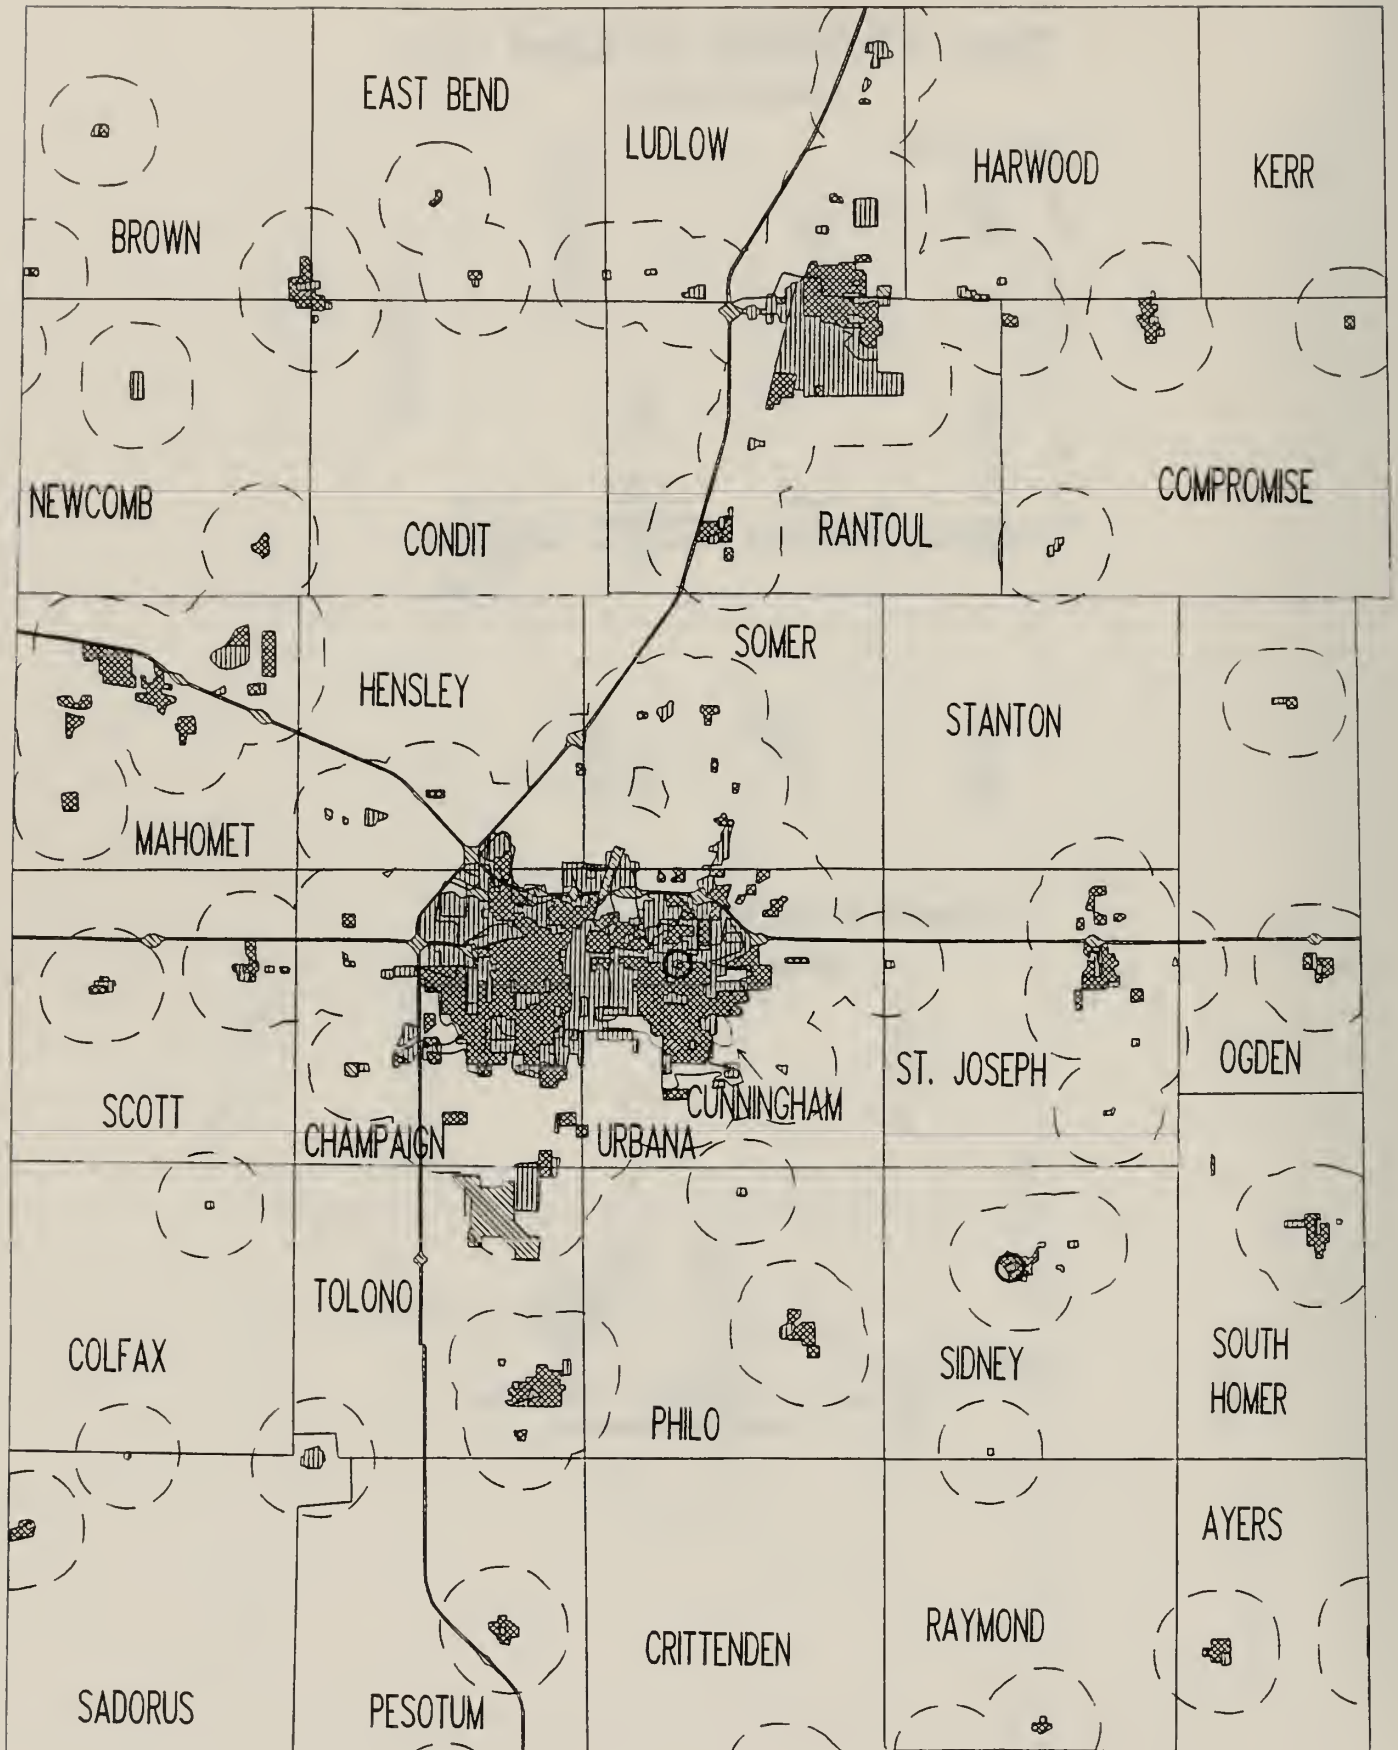 EAST BEND
LUDLOW
HARWOOD
KERR
BROWN
NEWCOMB
CONDIT
RANTOUL
COMPROMISE
SOMER
HENSLEY
STANTON
MAHOMET
SCOTT
CHAMPAIGN
URBANA
CUNNINGHAM
ST. JOSEPH
OGDEN
TOLONO
COLFAX
PHILO
SIDNEY
SOUTH
HOMER
AYERS
RAYMOND
CRITTENDEN
SADORUS
PESOTUM